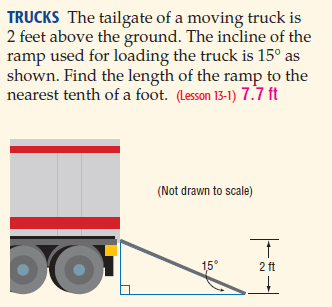 TRUCKS The tailgate of a moving truck is
2 feet above the ground. The incline of the
ramp used for loading the truck is 15° as
shown. Find the length of the ramp to the
nearest tenth of a foot. (Lesson 13-1) 7.7 ft
(Not drawn to scale)
15°
2 ft